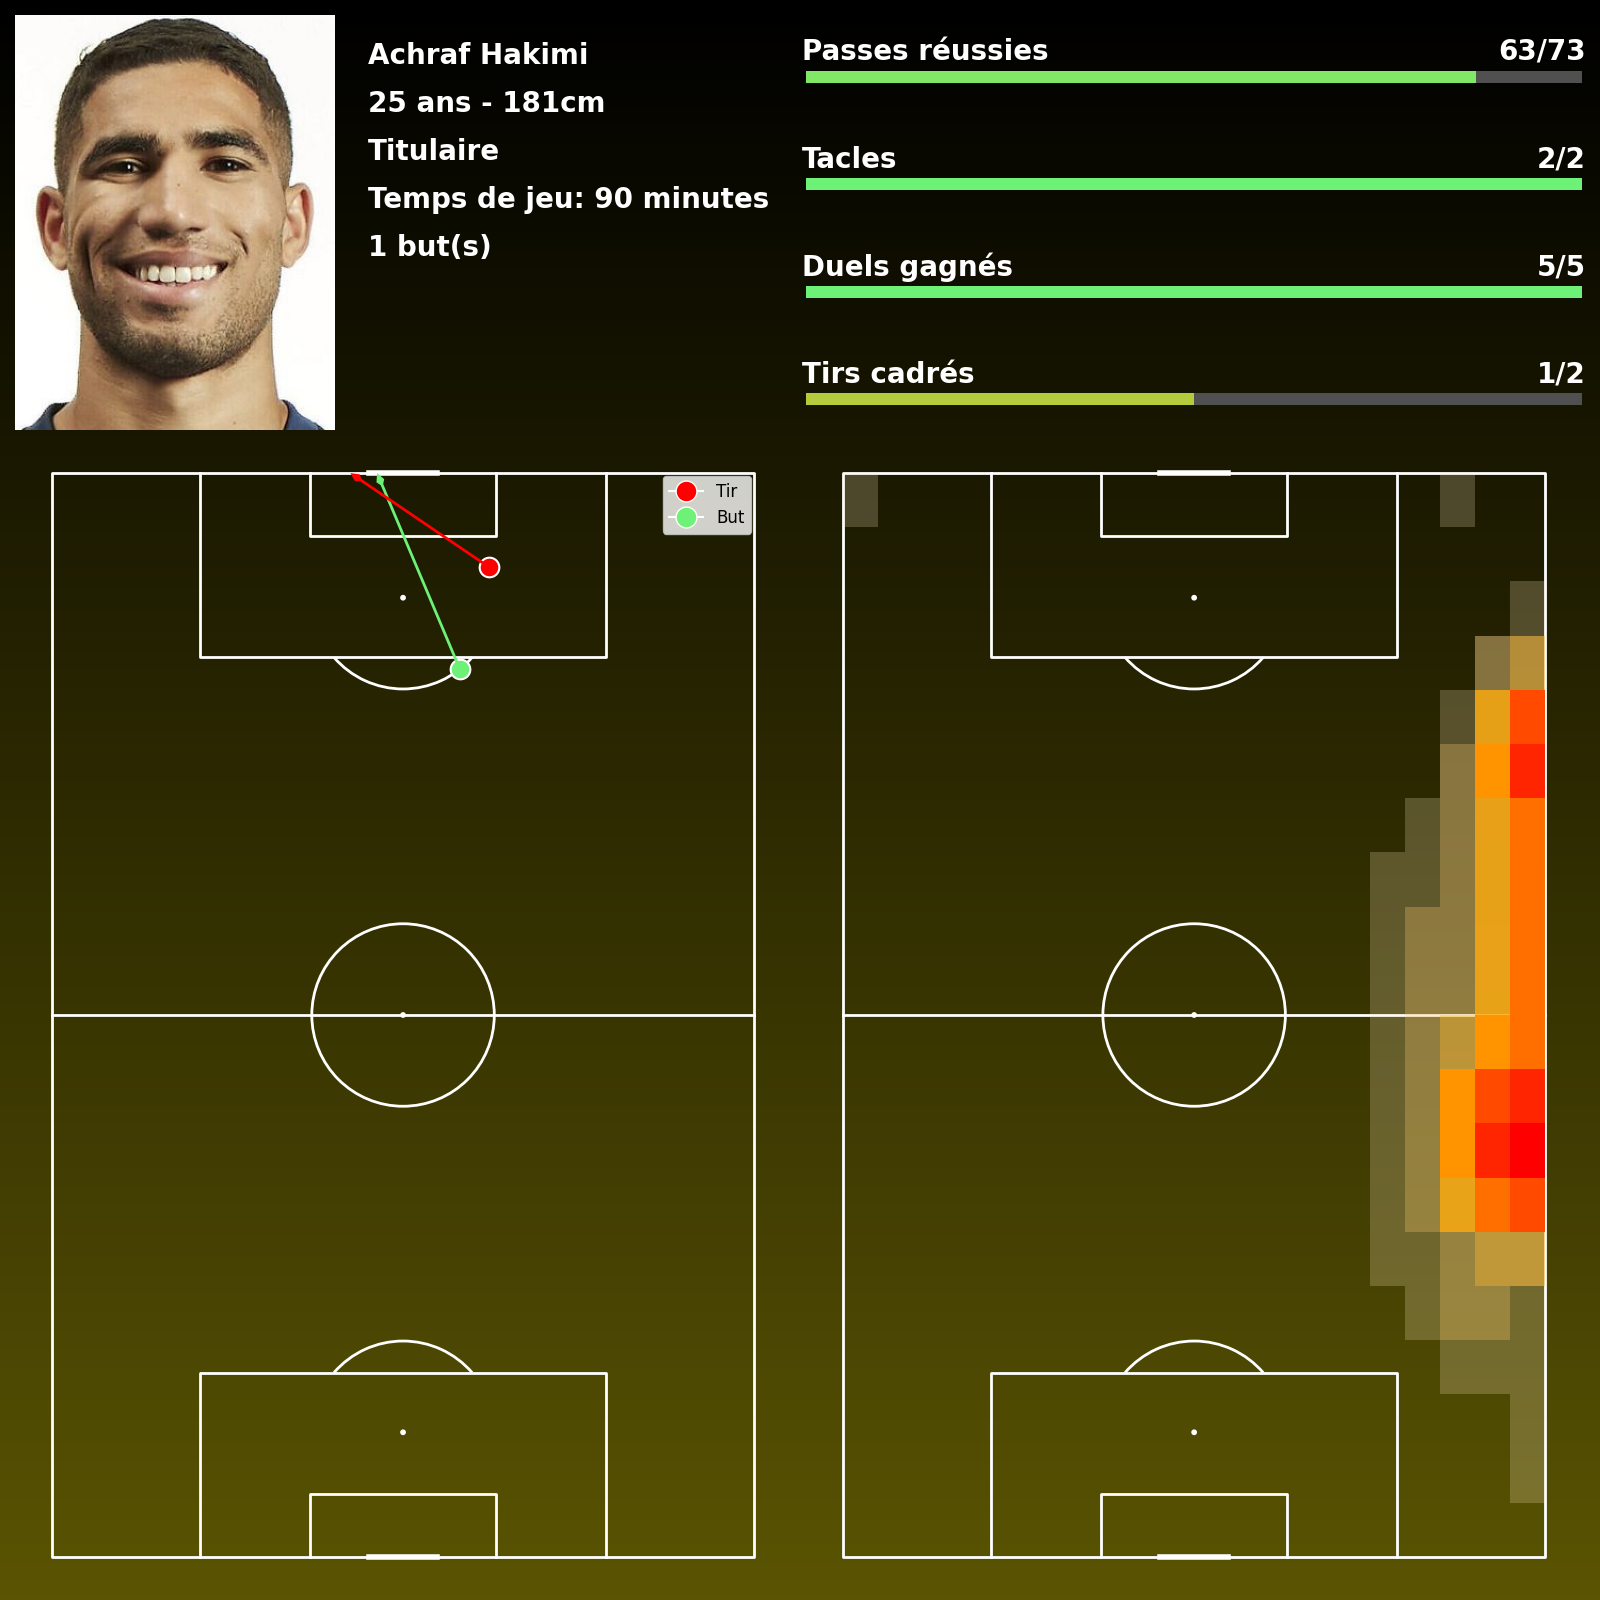 Achraf Hakimi
25 ans - 181cm
Titulaire
Temps de jeu: 90 minutes
1 but(s)
Passes réussies 63/73
Tacles 2/2
Duels gagnés 5/5
Tirs cadrés 1/2
Tir
But